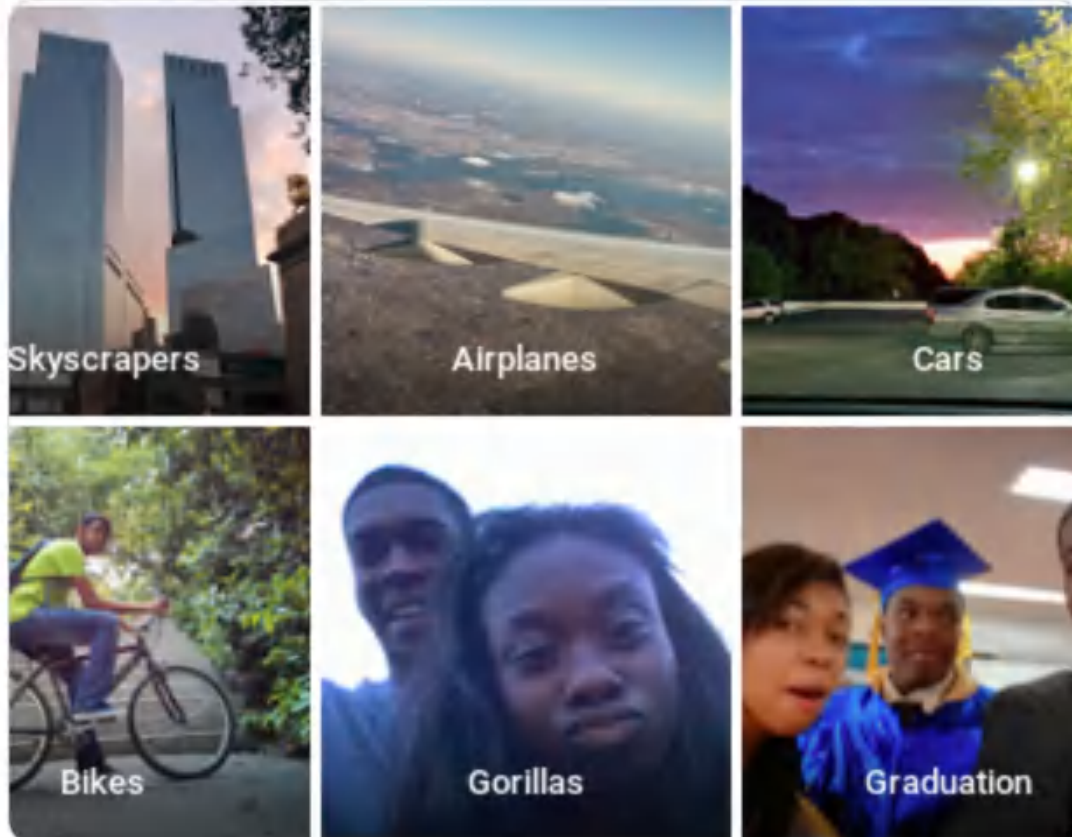 Skyscrapers
Airplanes
Cars
Bikes
Gorillas
Graduation